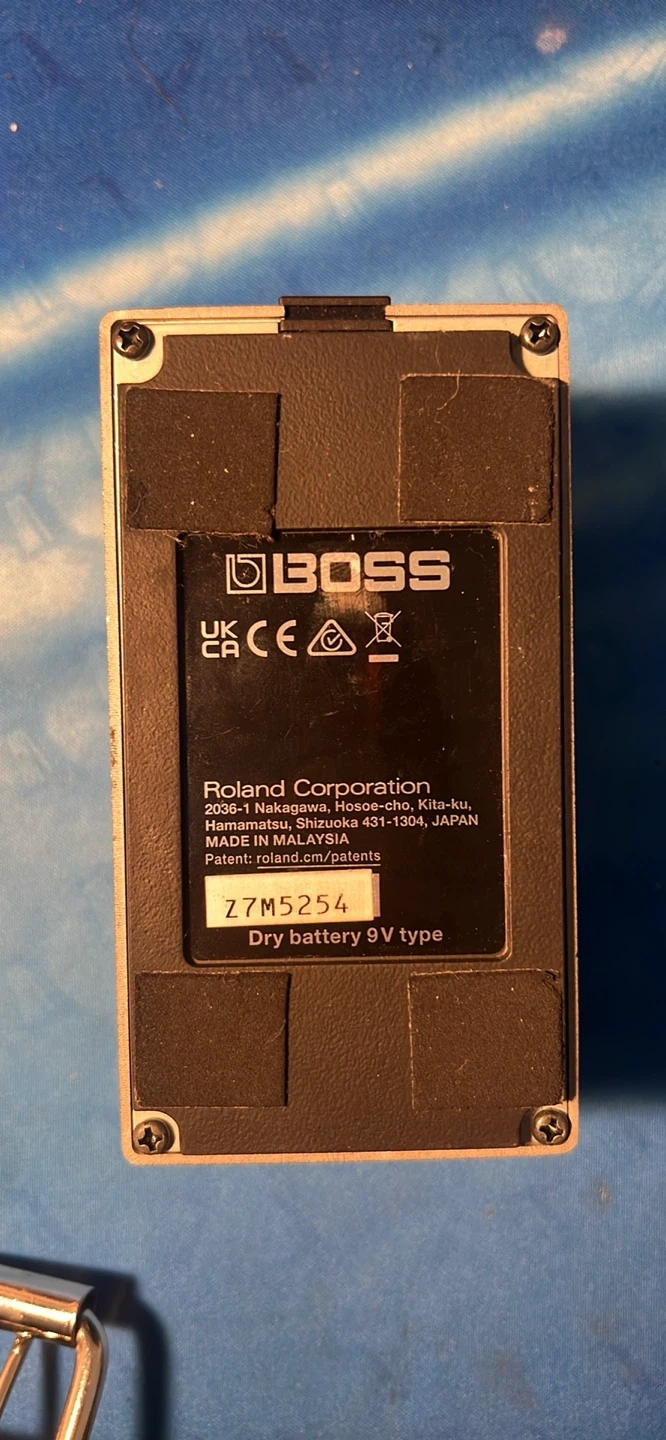 BOSS
UK
CA CE
Roland Corporation
2036-1 Nakagawa, Hosoe-cho, Kita-ku,
Hamamatsu, Shizuoka 431-1304, JAPAN
MADE IN MALAYSIA
Patent: roland.cm/patents
Z7M5254
Dry battery 9V type